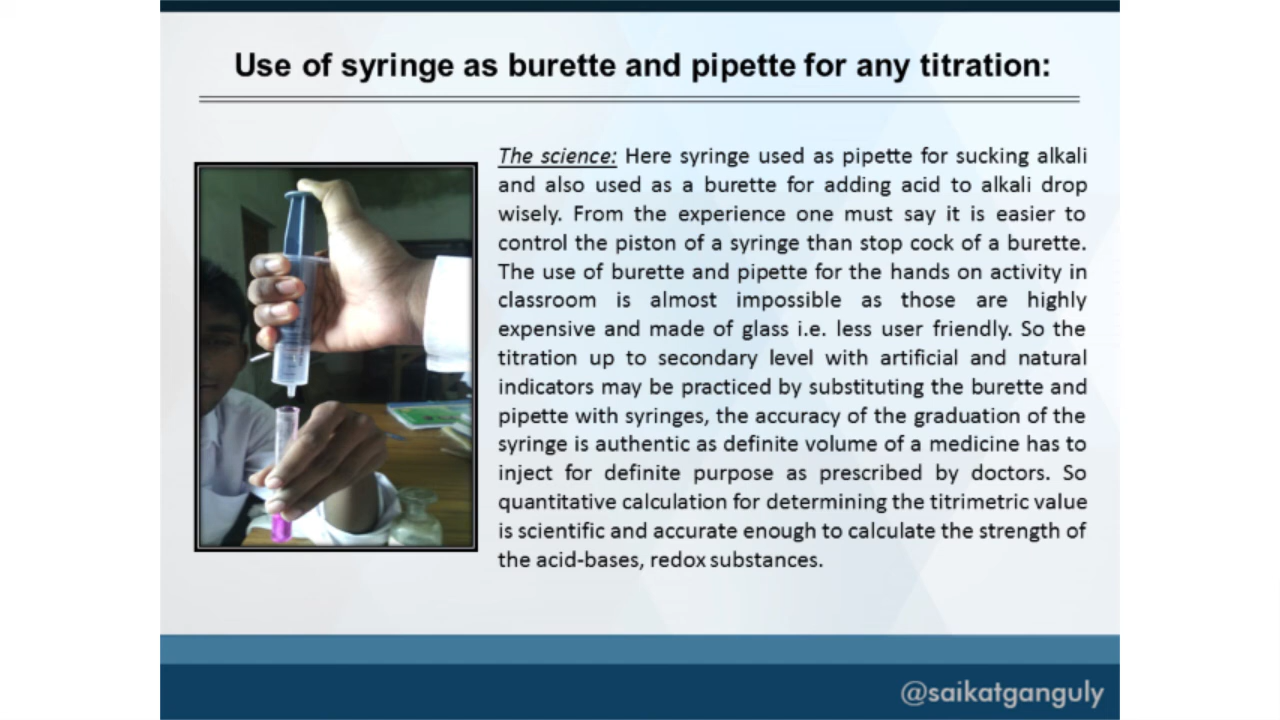 Use of syringe as burette and pipette for any titration:
The science: Here syringe used as pipette for sucking alkali
and also used as a burette for adding acid to alkali drop
wisely. From the experience one must say it is easier to
control the piston of a syringe than stop cock of a burette.
The use of burette and pipette for the hands on activity in
classroom is almost impossible as those are highly
expensive and made of glass i.e. less user friendly. So the
titration up to secondary level with artificial and natural
indicators may be practiced by substituting the burette and
pipette with syringes, the accuracy of the graduation of the
syringe is authentic as definite volume of a medicine has to
inject for definite purpose as prescribed by doctors. So
quantitative calculation for determining the titrimetric value
is scientific and accurate enough to calculate the strength of
the acid-bases, redox substances.
@saikatganguly